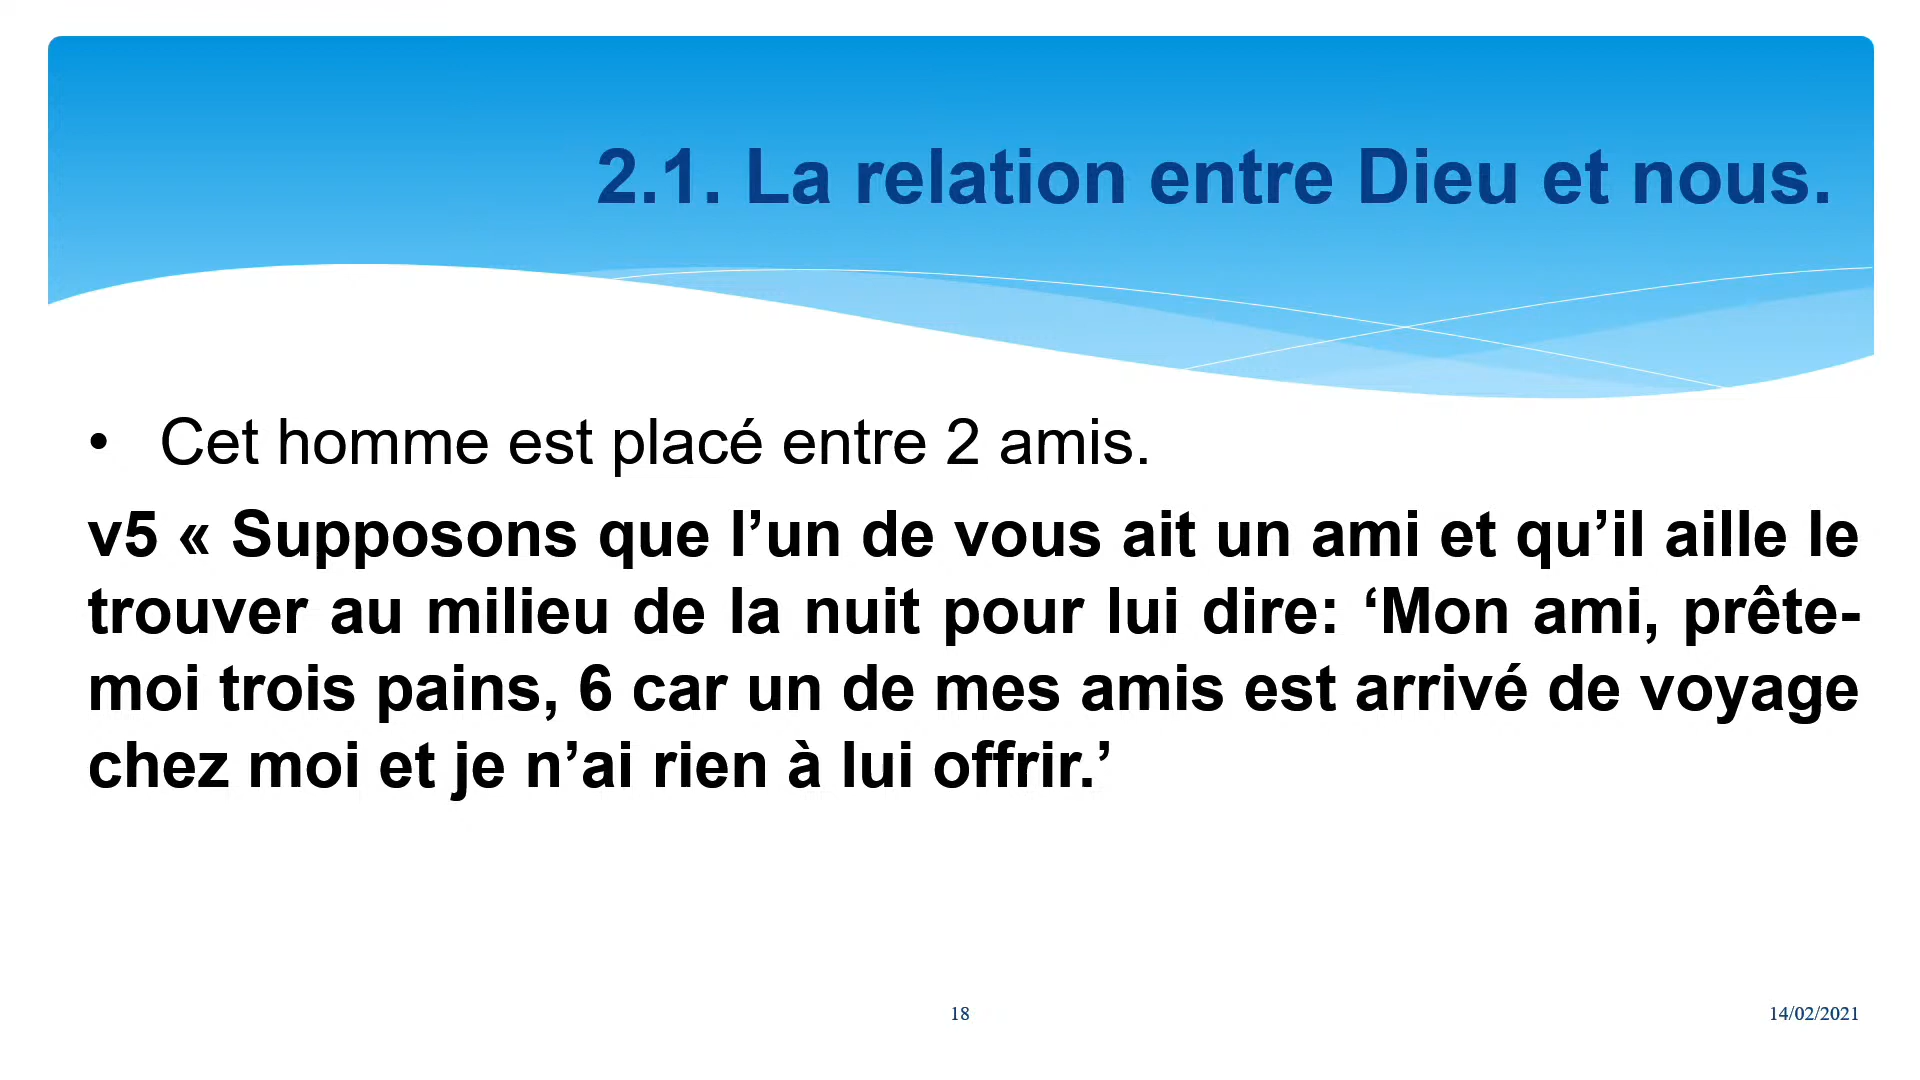 2.1. La relation entre Dieu et nous.
• Cet homme est placé entre 2 amis.
v5 « Supposons que l’un de vous ait un ami et qu’il aille le
trouver au milieu de la nuit pour lui dire: ‘Mon ami, prête-
moi trois pains, 6 car un de mes amis est arrivé de voyage
chez moi et je n’ai rien à lui offrir.’
18
14/02/2021